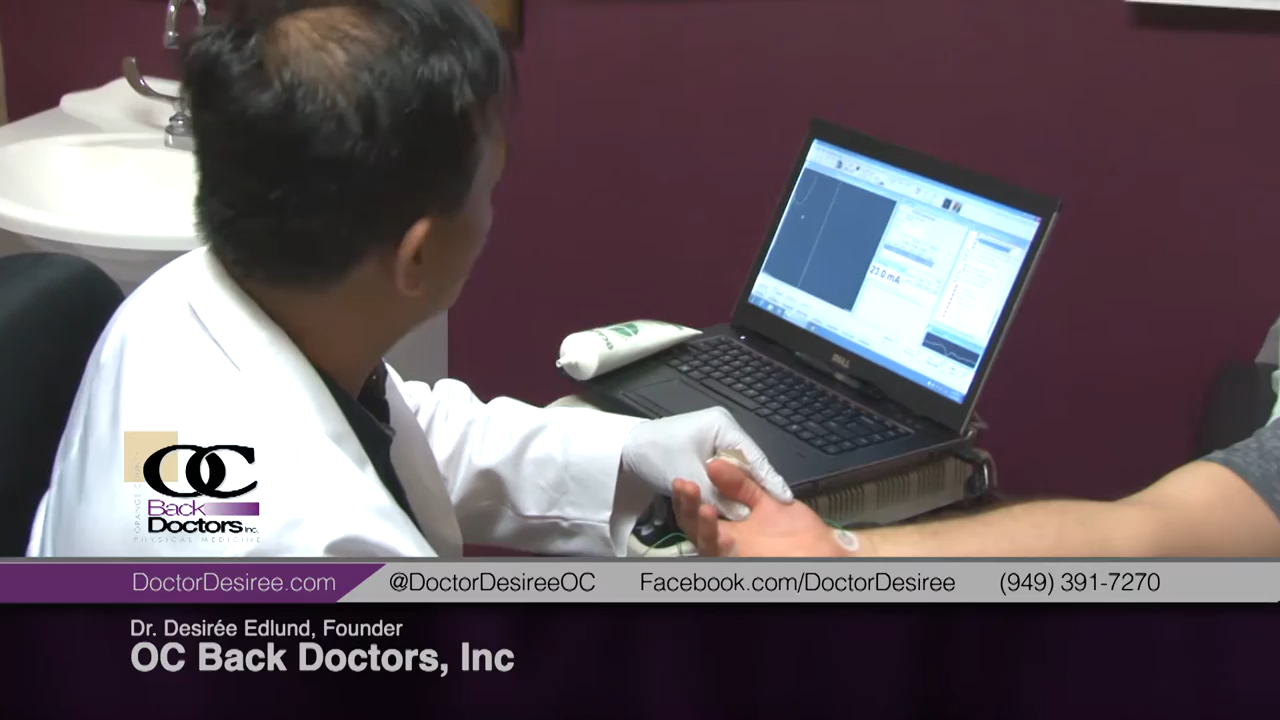 23.0 mA
DELL
OC
Back
Doctors Inc.
PHYSICAL MEDICINE
DoctorDesiree.com @DoctorDesireeOC Facebook.com/DoctorDesiree (949) 391-7270
Dr. Desirée Edlund, Founder
OC Back Doctors, Inc